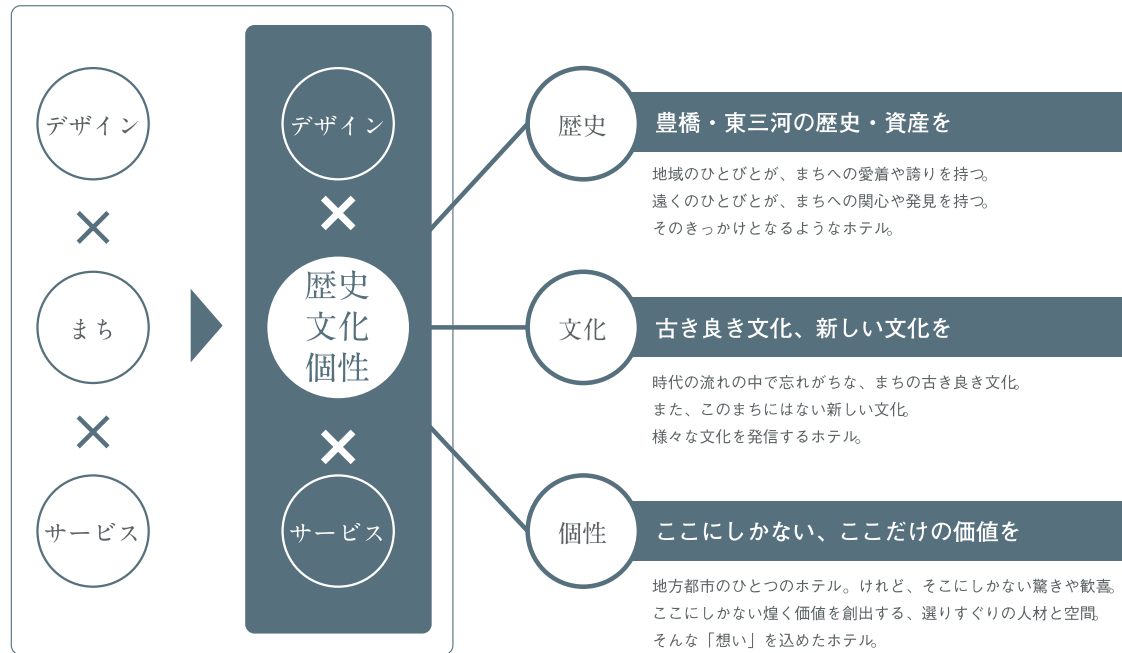 デザイン
×
まち
×
サービス
デザイン
×
歴史
文化
個性
×
サービス
歴史
豊橋・東三河の歴史・資産を
地域のひとびとが、まちへの愛着や誇りを持つ。
遠くのひとびとが、まちへの関心や発見を持つ。
そのきっかけとなるようなホテル。
文化
古き良き文化、新しい文化を
時代の流れの中で忘れがちな、まちの古き良き文化。
また、このまちにはない新しい文化。
様々な文化を発信するホテル。
個性
ここにしかない、ここだけの価値を
地方都市のひとつのホテル。けれど、そこにしかない驚きや歓喜。
ここにしかない煌く価値を創出する、選りすぐりの人材と空間。
そんな「想い」を込めたホテル。